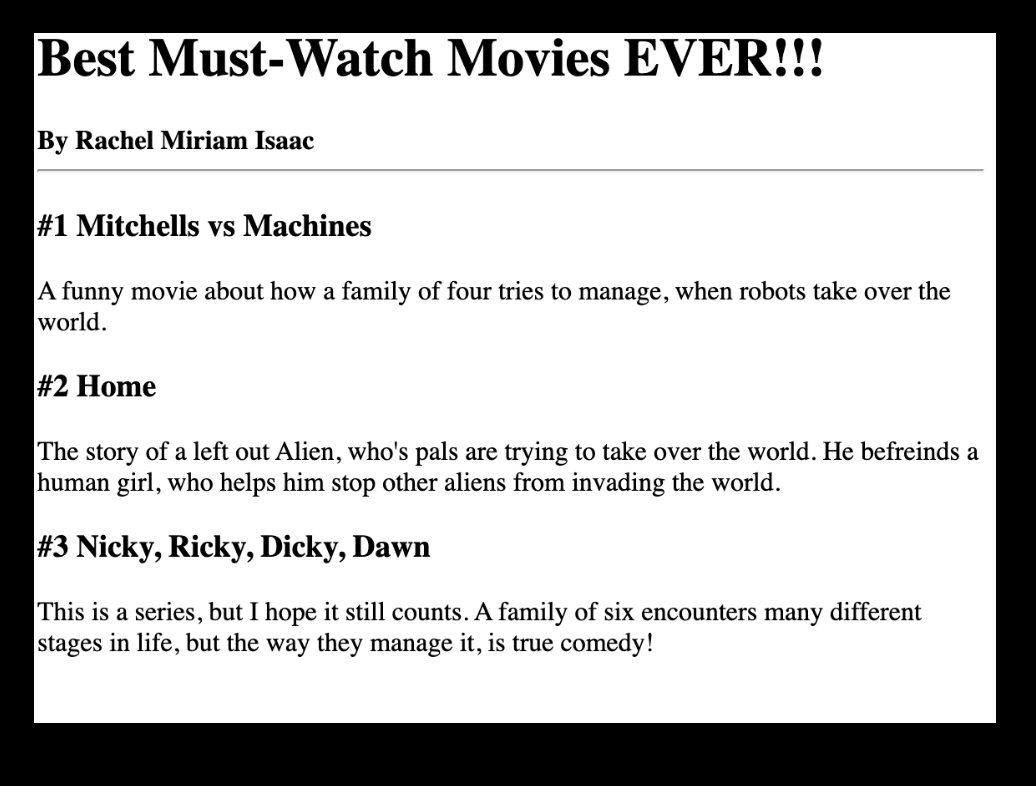 Best Must-Watch Movies EVER!!!
By Rachel Miriam Isaac
#1 Mitchells vs Machines
A funny movie about how a family of four tries to manage, when robots take over the
world.
#2 Home
The story of a left out Alien, who's pals are trying to take over the world. He befreinds a
human girl, who helps him stop other aliens from invading the world.
#3 Nicky, Ricky, Dicky, Dawn
This is a series, but I hope it still counts. A family of six encounters many different
stages in life, but the way they manage it, is true comedy!